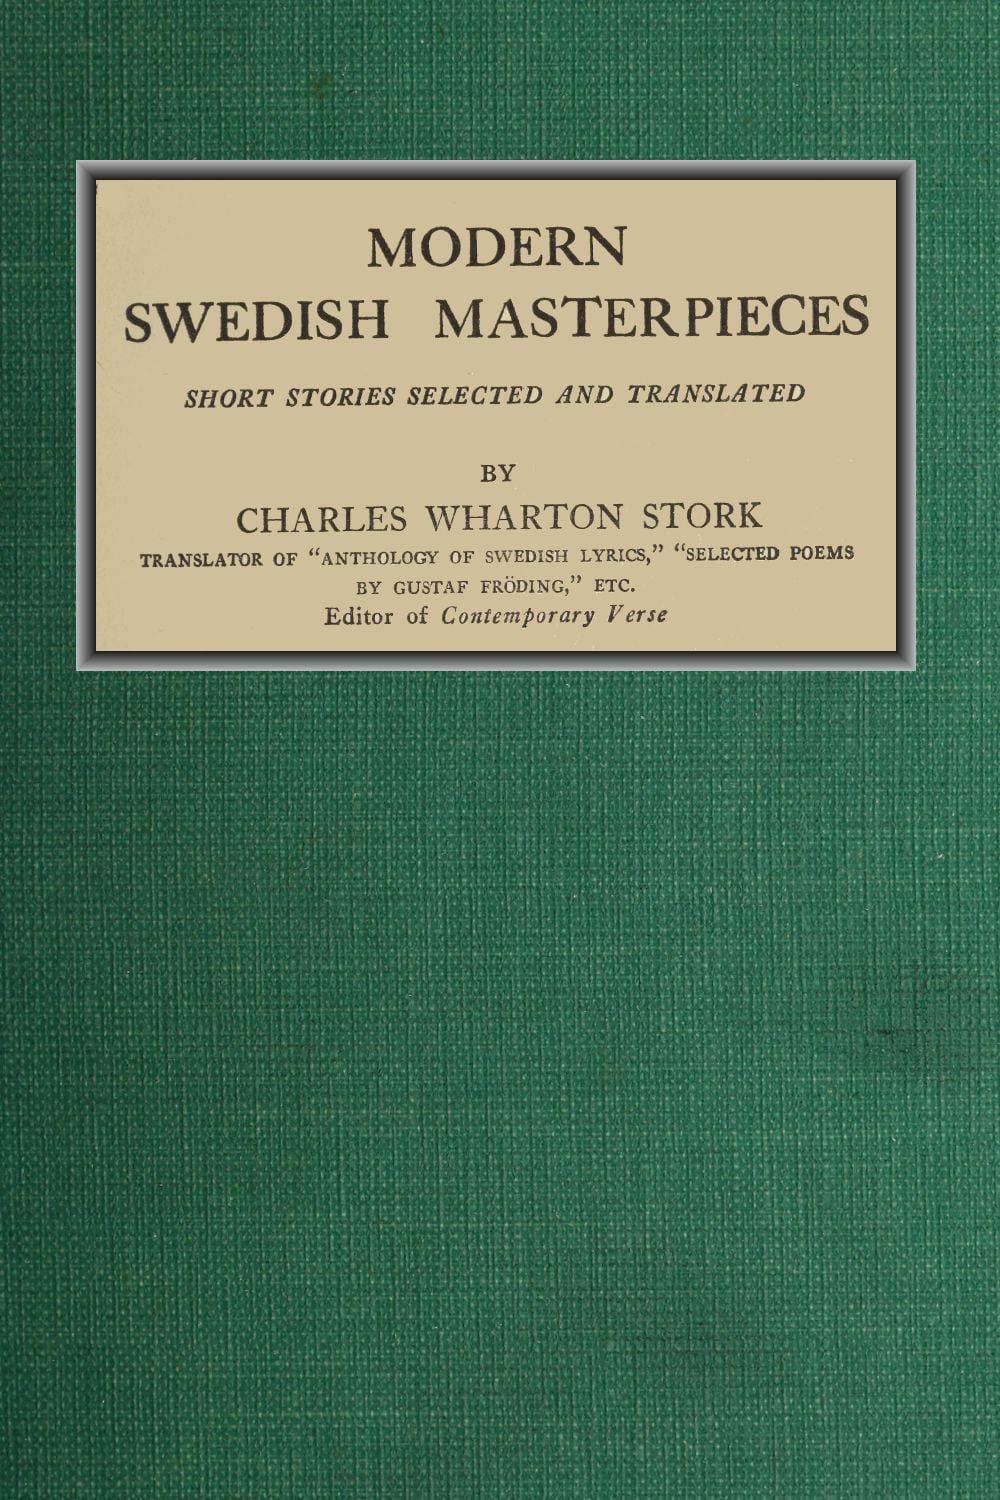 MODERN
SWEDISH MASTERPIECES
SHORT STORIES SELECTED AND TRANSLATED
BY
CHARLES WHARTON STORK
TRANSLATOR OF “ANTHOLOGY OF SWEDISH LYRICS,” “SELECTED POEMS
BY GUSTAF FRÖDING,” ETC.
Editor of Contemporary Verse